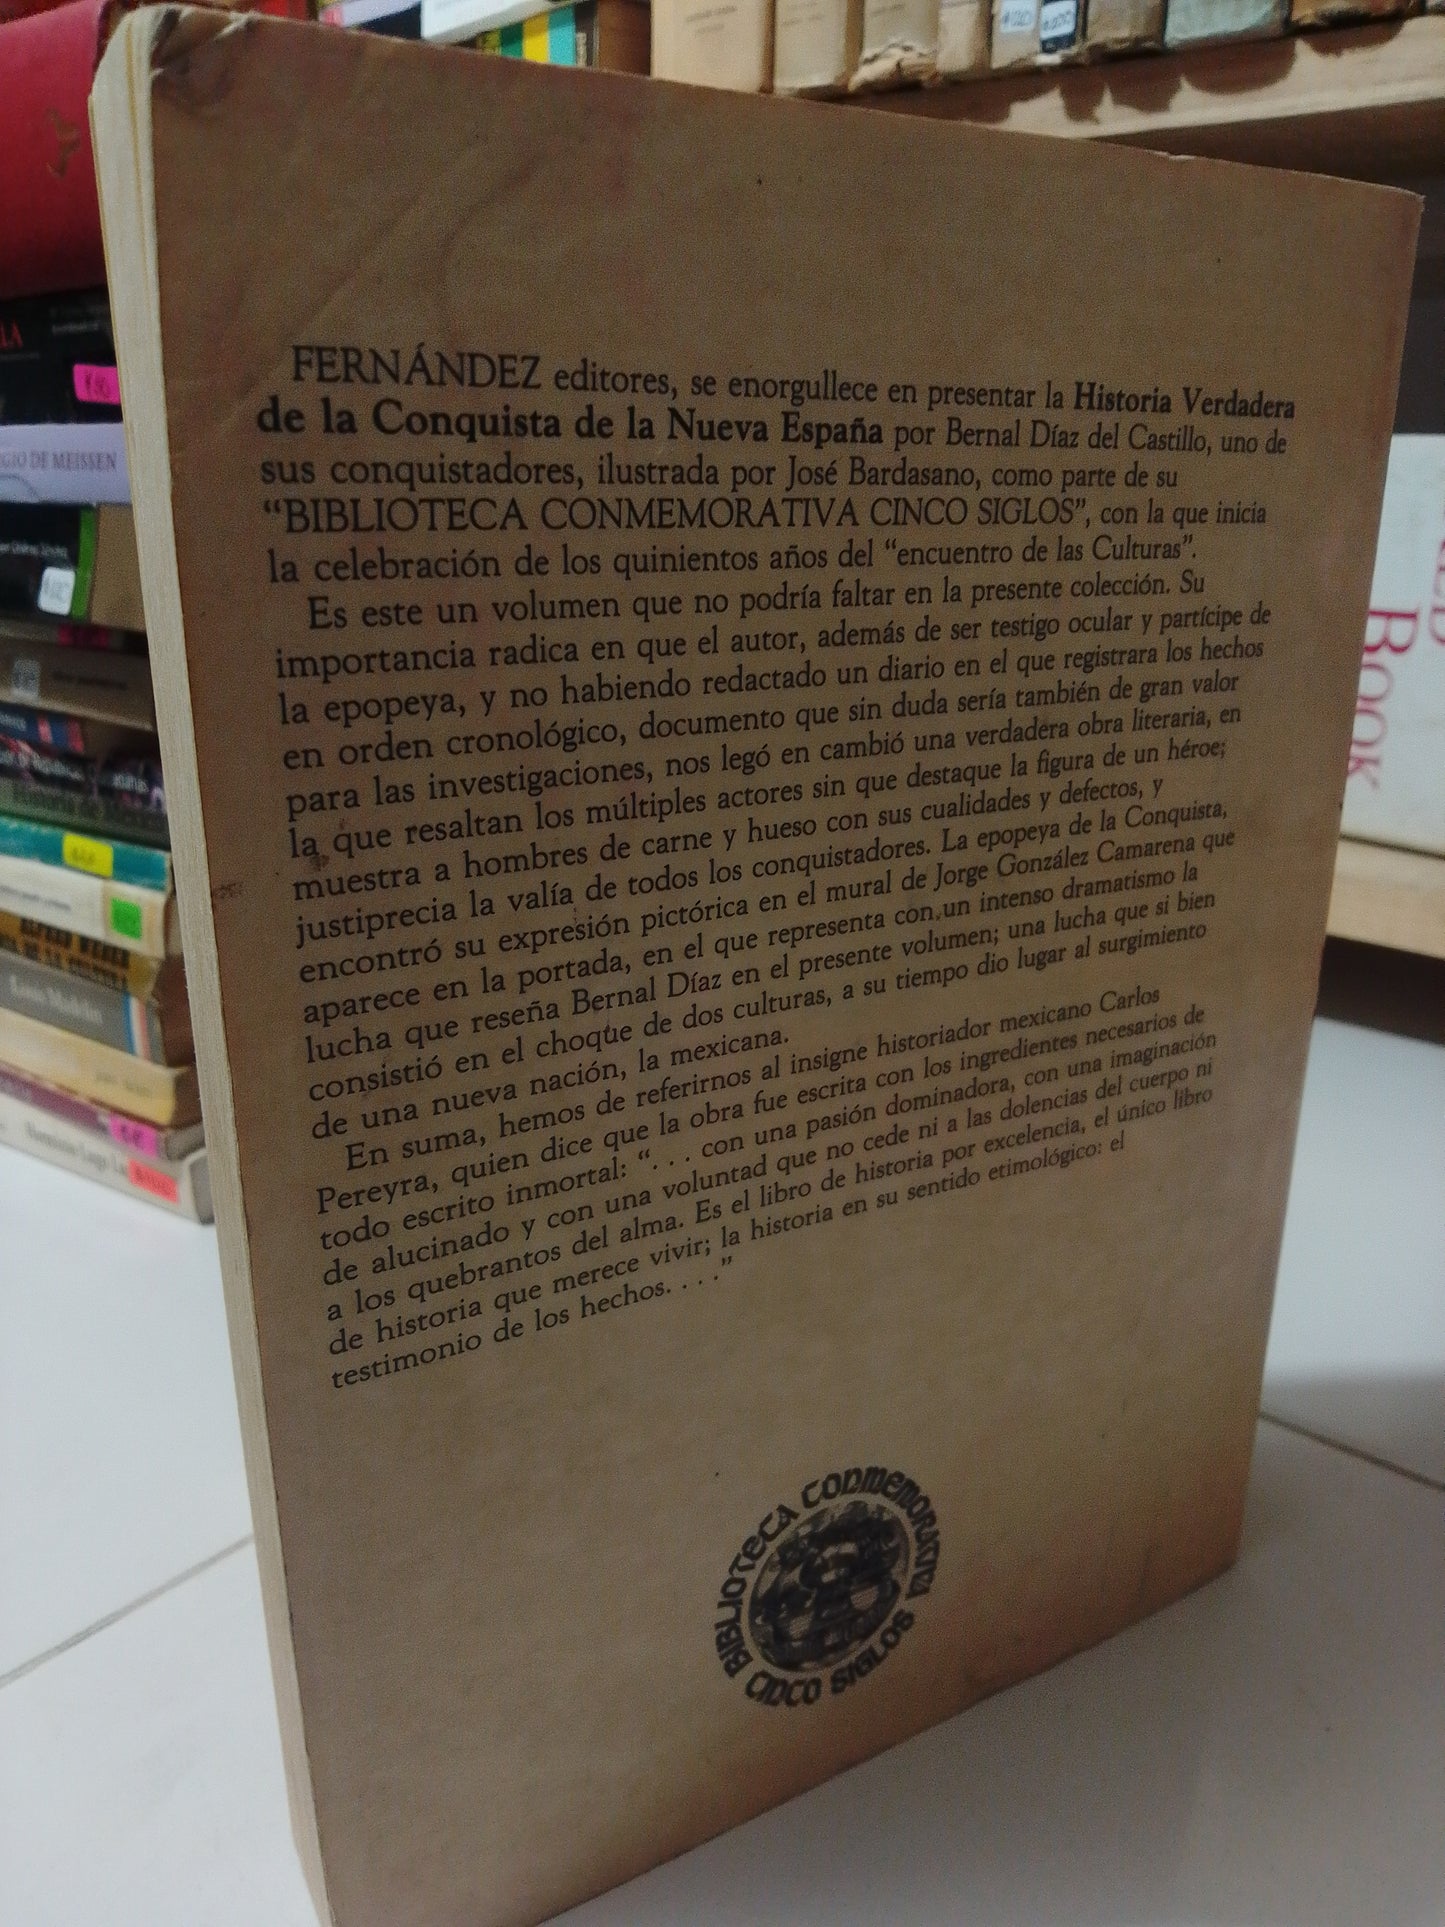 FERNÁNDEZ editores, se enorgullece en presentar la Historia Verdadera
de la Conquista de la Nueva España por Bernal Díaz del Castillo, uno de
sus conquistadores, ilustrada por José Bardasano, como parte de su
“BIBLIOTECA CONMEMORATIVA CINCO SIGLOS”, con la que inicia
la celebración de los quinientos años del “encuentro de las Culturas”.
Es este un volumen que no podría faltar en la presente colección. Su
importancia radica en que el autor, además de ser testigo ocular y partícipe de
la epopeya, y no habiendo redactado un diario en el que registrara los hechos
en orden cronológico, documento que sin duda sería también de gran valor
para las investigaciones, nos legó en cambió una verdadera obra literaria, en
la que resaltan los múltiples actores sin que destaque la figura de un héroe;
muestra a hombres de carne y hueso con sus cualidades y defectos, y
justiprecia la valía de todos los conquistadores. La epopeya de la Conquista,
encontró su expresión pictórica en el mural de Jorge González Camarena que
aparece en la portada, en el que representa con un intenso dramatismo la
lucha que reseña Bernal Díaz en el presente volumen; una lucha que si bien
consistió en el choque de dos culturas, a su tiempo dio lugar al surgimiento
de una nueva nación, la mexicana.
En suma, hemos de referirnos al insigne historiador mexicano Carlos
Pereyra, quien dice que la obra fue escrita con los ingredientes necesarios de
todo escrito inmortal: “. . . con una pasión dominadora, con una imaginación
de alucinado y con una voluntad que no cede ni a las dolencias del cuerpo ni
a los quebrantos del alma. Es el libro de historia por excelencia, el único libro
de historia que merece vivir; la historia en su sentido etimológico: el
testimonio de los hechos. . . .”
BIBLIOTECA CONMEMORATIVA
CINCO SIGLOS
GIO DE MEISSEN
ALFRED WEBER
BOOK